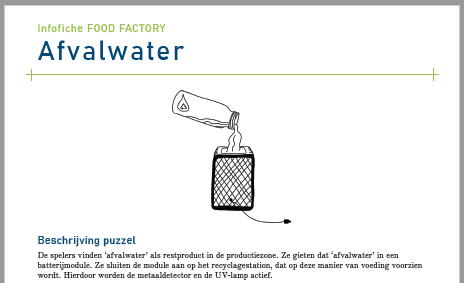 Infofiche FOOD FACTORY
Afvalwater
Beschrijving puzzel
De spelers vinden 'afvalwater' als restproduct in de productiezone. Ze gieten dat 'afvalwater' in een
batterijmodule. Ze sluiten de module aan op het recyclagestation, dat op deze manier van voeding voorzien
wordt. Hierdoor worden de metaaldetector en de UV-lamp actief.